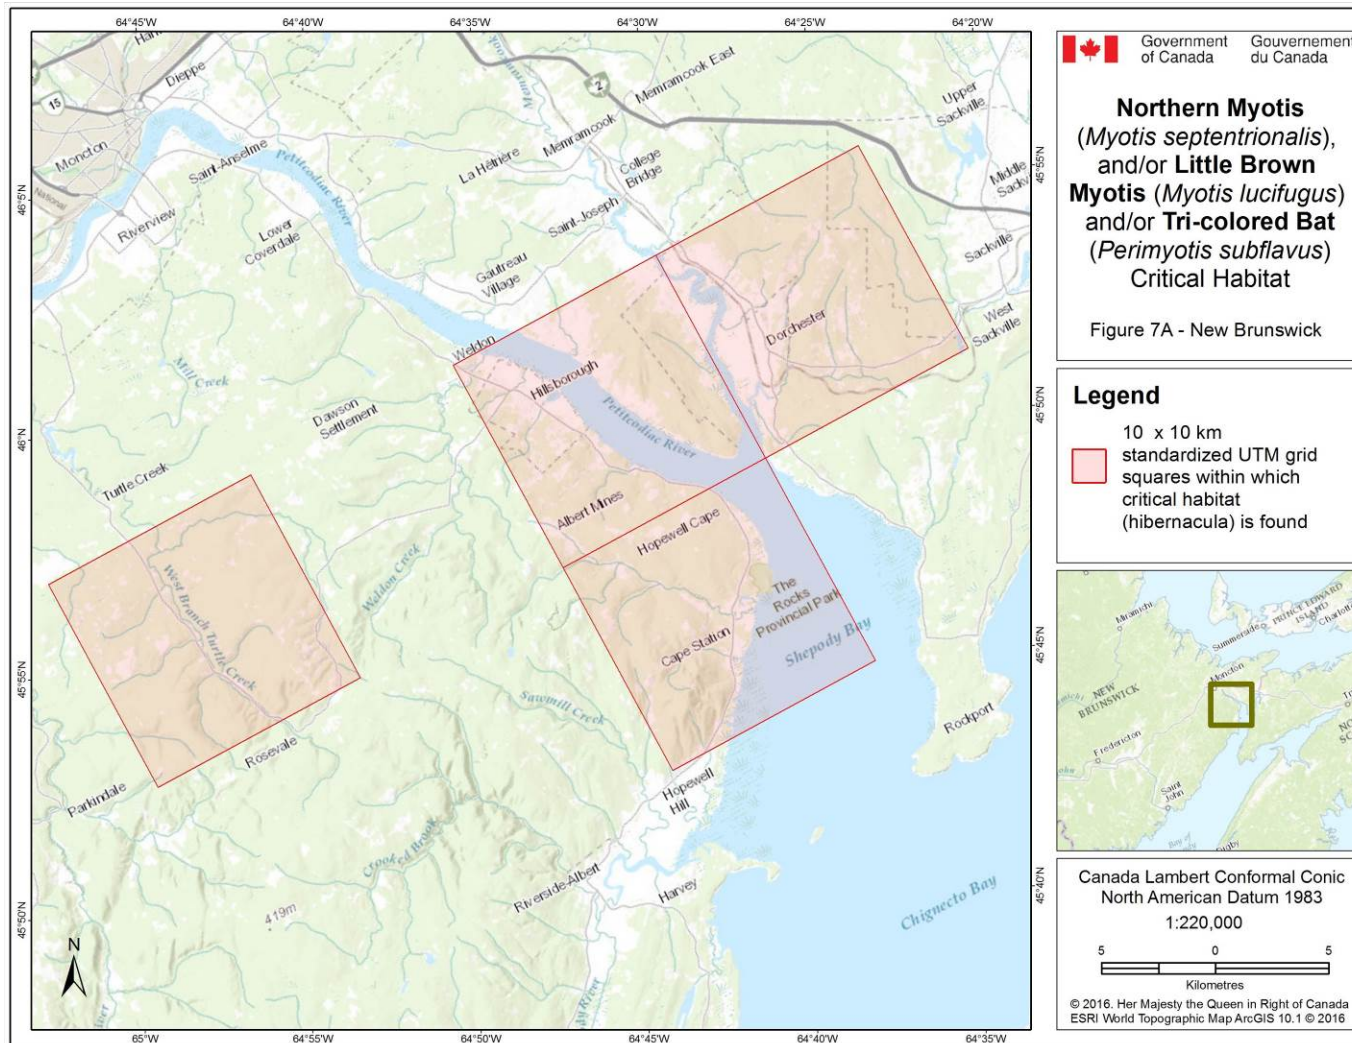 64°45'W
64°40'W
64°35'W
64°30'W
64°25'W
64°20'W
Dieppe
15
Moncton
Saint-Anselme
Riverview
Lower
Coverdale
Petitcodiac River
La Hêtrière
Memramcook
Memramcook East
2
College
Bridge
Saint-Joseph
Gautreau
Village
Upper
Sackville
Middle
Sackville
West
Sackville
Dorchester
Weldon
Hillsborough
Petitcodiac River
Mill Creek
Dawson
Settlement
Turtle Creek
West Branch Turtle Creek
Weldon Creek
Albert Mines
Hopewell Cape
The
Rocks
Provincial Park
Cape Station
Shepody Bay
Sawmill Creek
Rosevale
Parkindale
Hopewell
Hill
Rockport
Crooked Brook
Riverside-Albert
Harvey
Chignecto Bay
419m
N
46°5'N
46°N
45°55'N
45°50'N
45°55'N
45°50'N
45°45'N
45°40'N
65°W
64°55'W
64°50'W
64°45'W
64°40'W
64°35'W
Government
of Canada
Gouvernement
du Canada
Northern Myotis
(Myotis septentrionalis),
and/or Little Brown
Myotis (Myotis lucifugus)
and/or Tri-colored Bat
(Perimyotis subflavus)
Critical Habitat
Figure 7A - New Brunswick
Legend
10 x 10 km
standardized UTM grid
squares within which
critical habitat
(hibernacula) is found
Miramichi
PRINCE EDWARD
ISLAND
Summerside
Moncton
NEW
BRUNSWICK
Fredericton
Saint
John
Canada Lambert Conformal Conic
North American Datum 1983
1:220,000
5 0 5
Kilometres
© 2016. Her Majesty the Queen in Right of Canada
ESRI World Topographic Map ArcGIS 10.1 © 2016